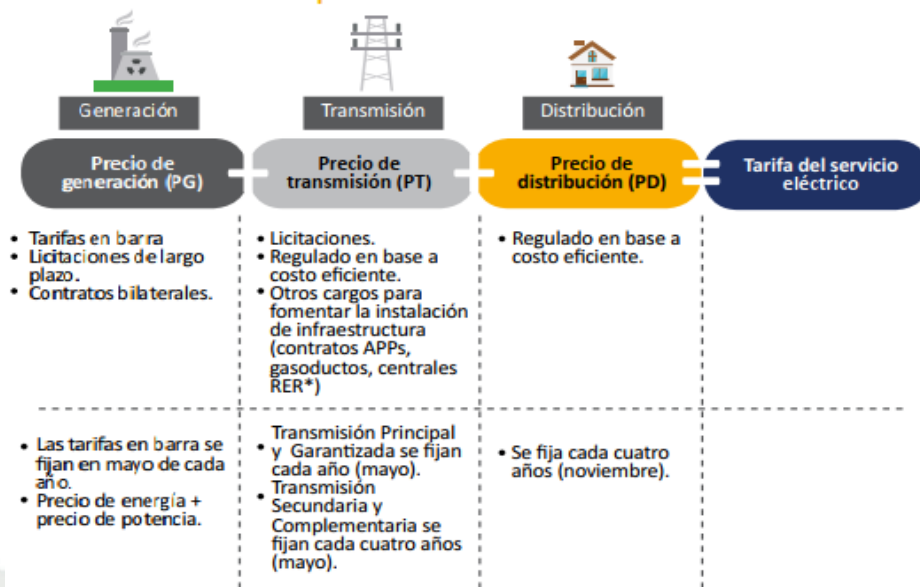 Generación
Transmisión
Distribución
Precio de
generación (PG)
Precio de
transmisión (PT)
Precio de
distribución (PD)
Tarifa del servicio
eléctrico
• Tarifas en barra
• Licitaciones de largo
plazo.
• Contratos bilaterales.
• Licitaciones.
• Regulado en base a
costo eficiente.
• Otros cargos para
fomentar la instalación
de infraestructura
(contratos APPs,
gasoductos, centrales
RER*)
• Regulado en base a
costo eficiente.
• Las tarifas en barra se
fijan en mayo de cada
año.
• Precio de energía +
precio de potencia.
Transmisión Principal
• y Garantizada se fijan
cada año (mayo).
• Transmisión
Secundaria y
Complementaria se
fijan cada cuatro años
(mayo).
• Se fija cada cuatro
años (noviembre).